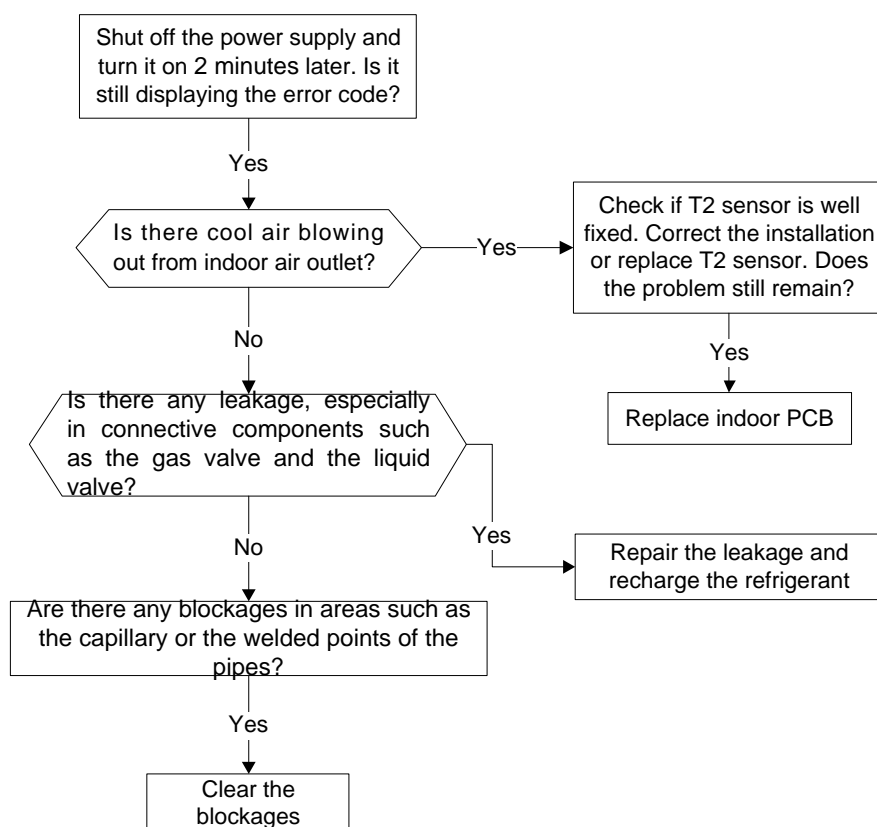 Shut off the power supply and
turn it on 2 minutes later. Is it
still displaying the error code?
Yes
Is there cool air blowing
out from indoor air outlet?
Yes
Check if T2 sensor is well
fixed. Correct the installation
or replace T2 sensor. Does
the problem still remain?
Yes
Replace indoor PCB
No
Is there any leakage, especially
in connective components such
as the gas valve and the liquid
valve?
Yes
Repair the leakage and
recharge the refrigerant
No
Are there any blockages in areas such as
the capillary or the welded points of the
pipes?
Yes
Clear the
blockages